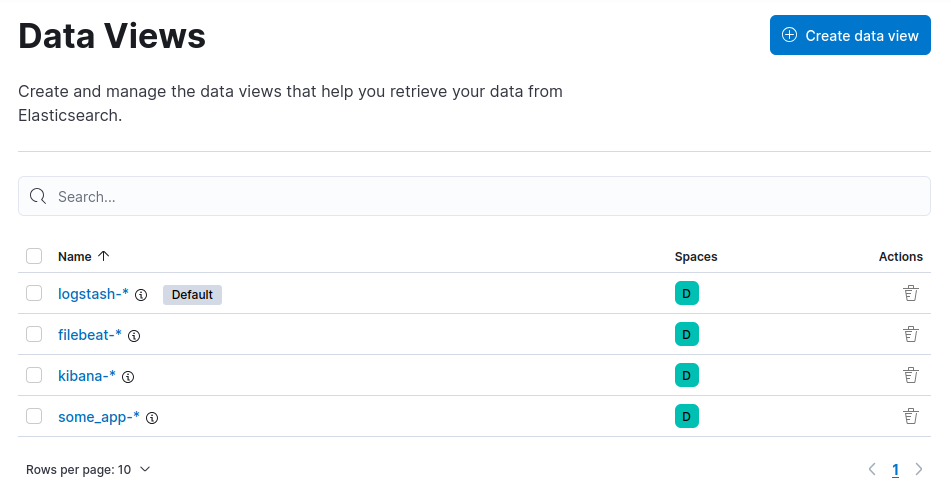 Data Views
Create data view
Create and manage the data views that help you retrieve your data from
Elasticsearch.
Search...
Name Spaces Actions
logstash-* Default D
filebeat-* D
kibana-* D
some_app-* D
Rows per page: 10 1